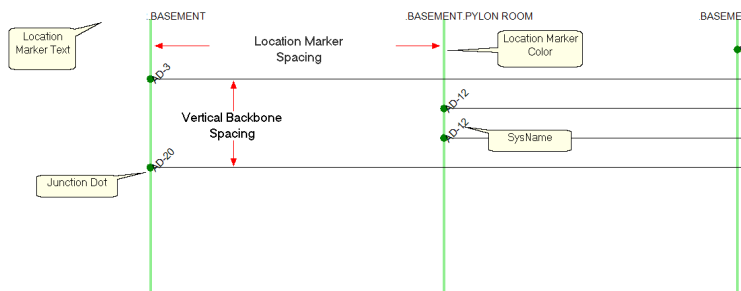 .BASEMENT
.BASEMENT.PYLON ROOM
.BASEME
Location
Marker Text
Location Marker
Spacing
Location Marker
Color
AD-3
AD-12
Vertical Backbone
Spacing
AD-12
SysName
AD-20
Junction Dot